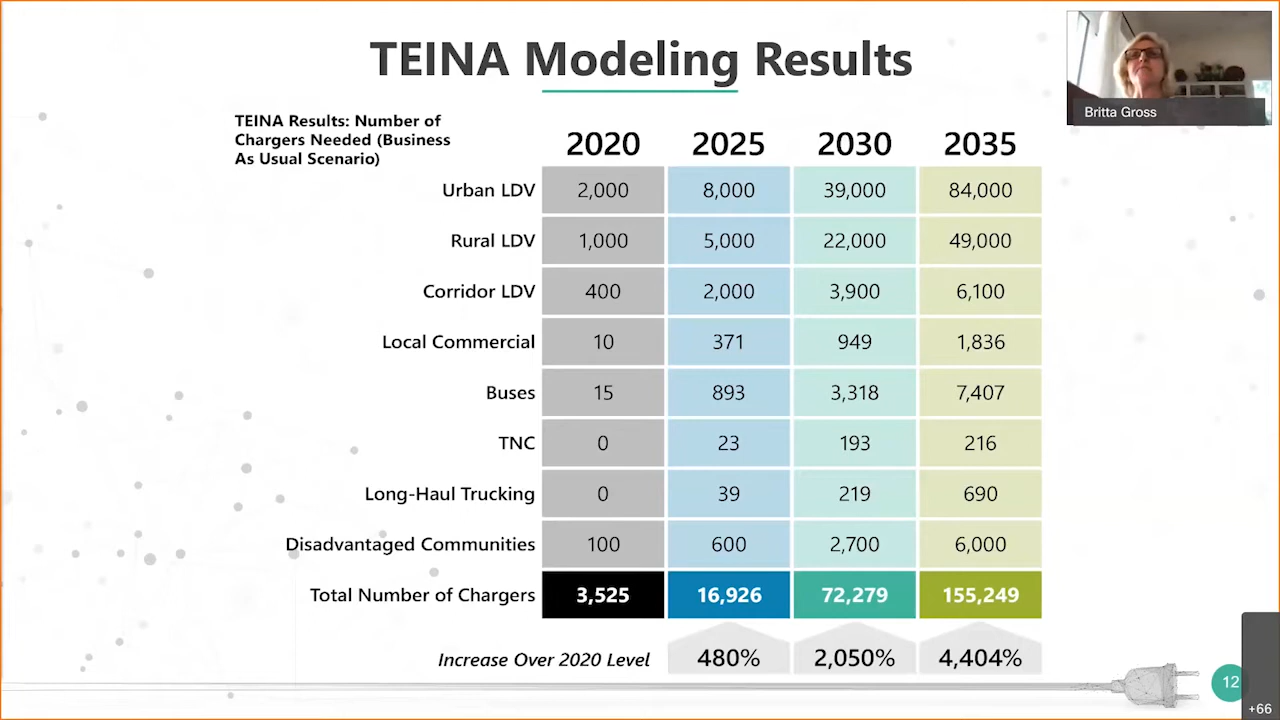 TEINA Modeling Results
Britta Gross
TEINA Results: Number of
Chargers Needed (Business
As Usual Scenario)
2020 2025 2030 2035
Urban LDV 2,000 8,000 39,000 84,000
Rural LDV 1,000 5,000 22,000 49,000
Corridor LDV 400 2,000 3,900 6,100
Local Commercial 10 371 949 1,836
Buses 15 893 3,318 7,407
TNC 0 23 193 216
Long-Haul Trucking 0 39 219 690
Disadvantaged Communities 100 600 2,700 6,000
Total Number of Chargers 3,525 16,926 72,279 155,249
Increase Over 2020 Level 480% 2,050% 4,404%
12
+66